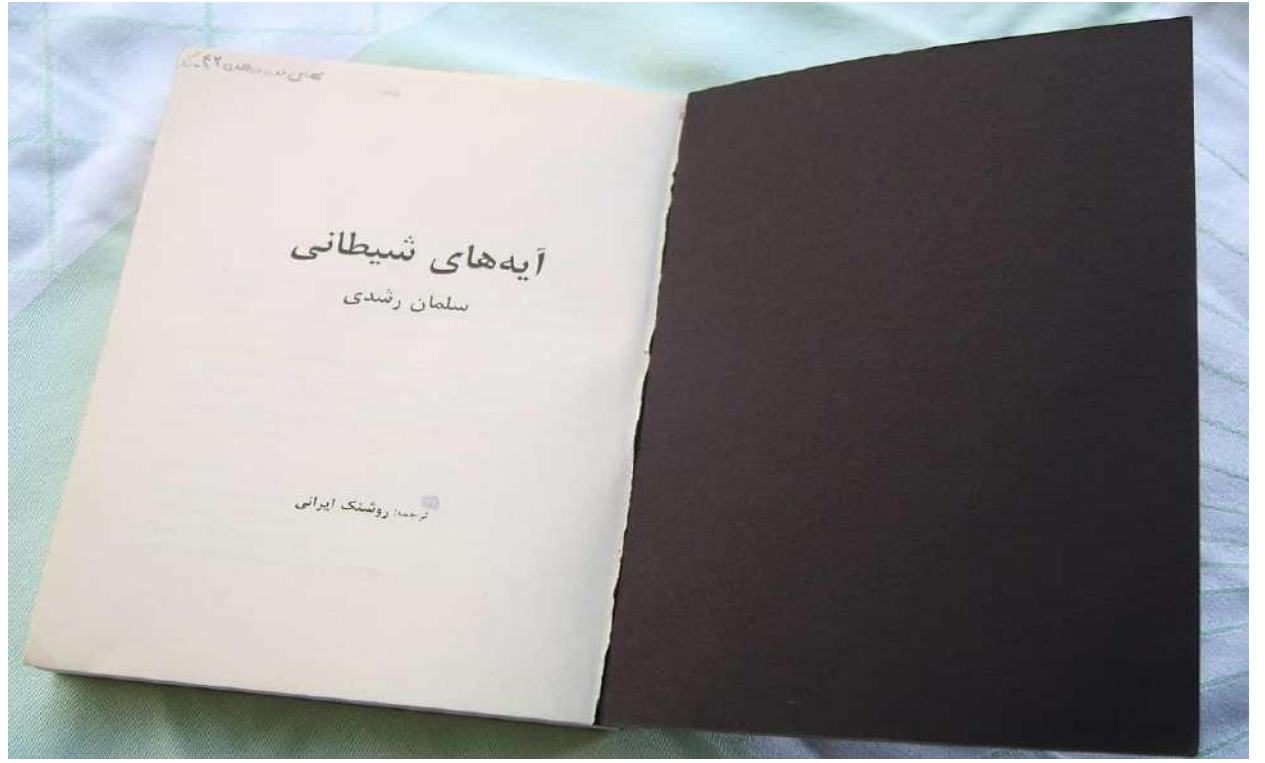 آیه‌های شیطانی
سلمان رشدی
ترجمه: روشنک ایرانی